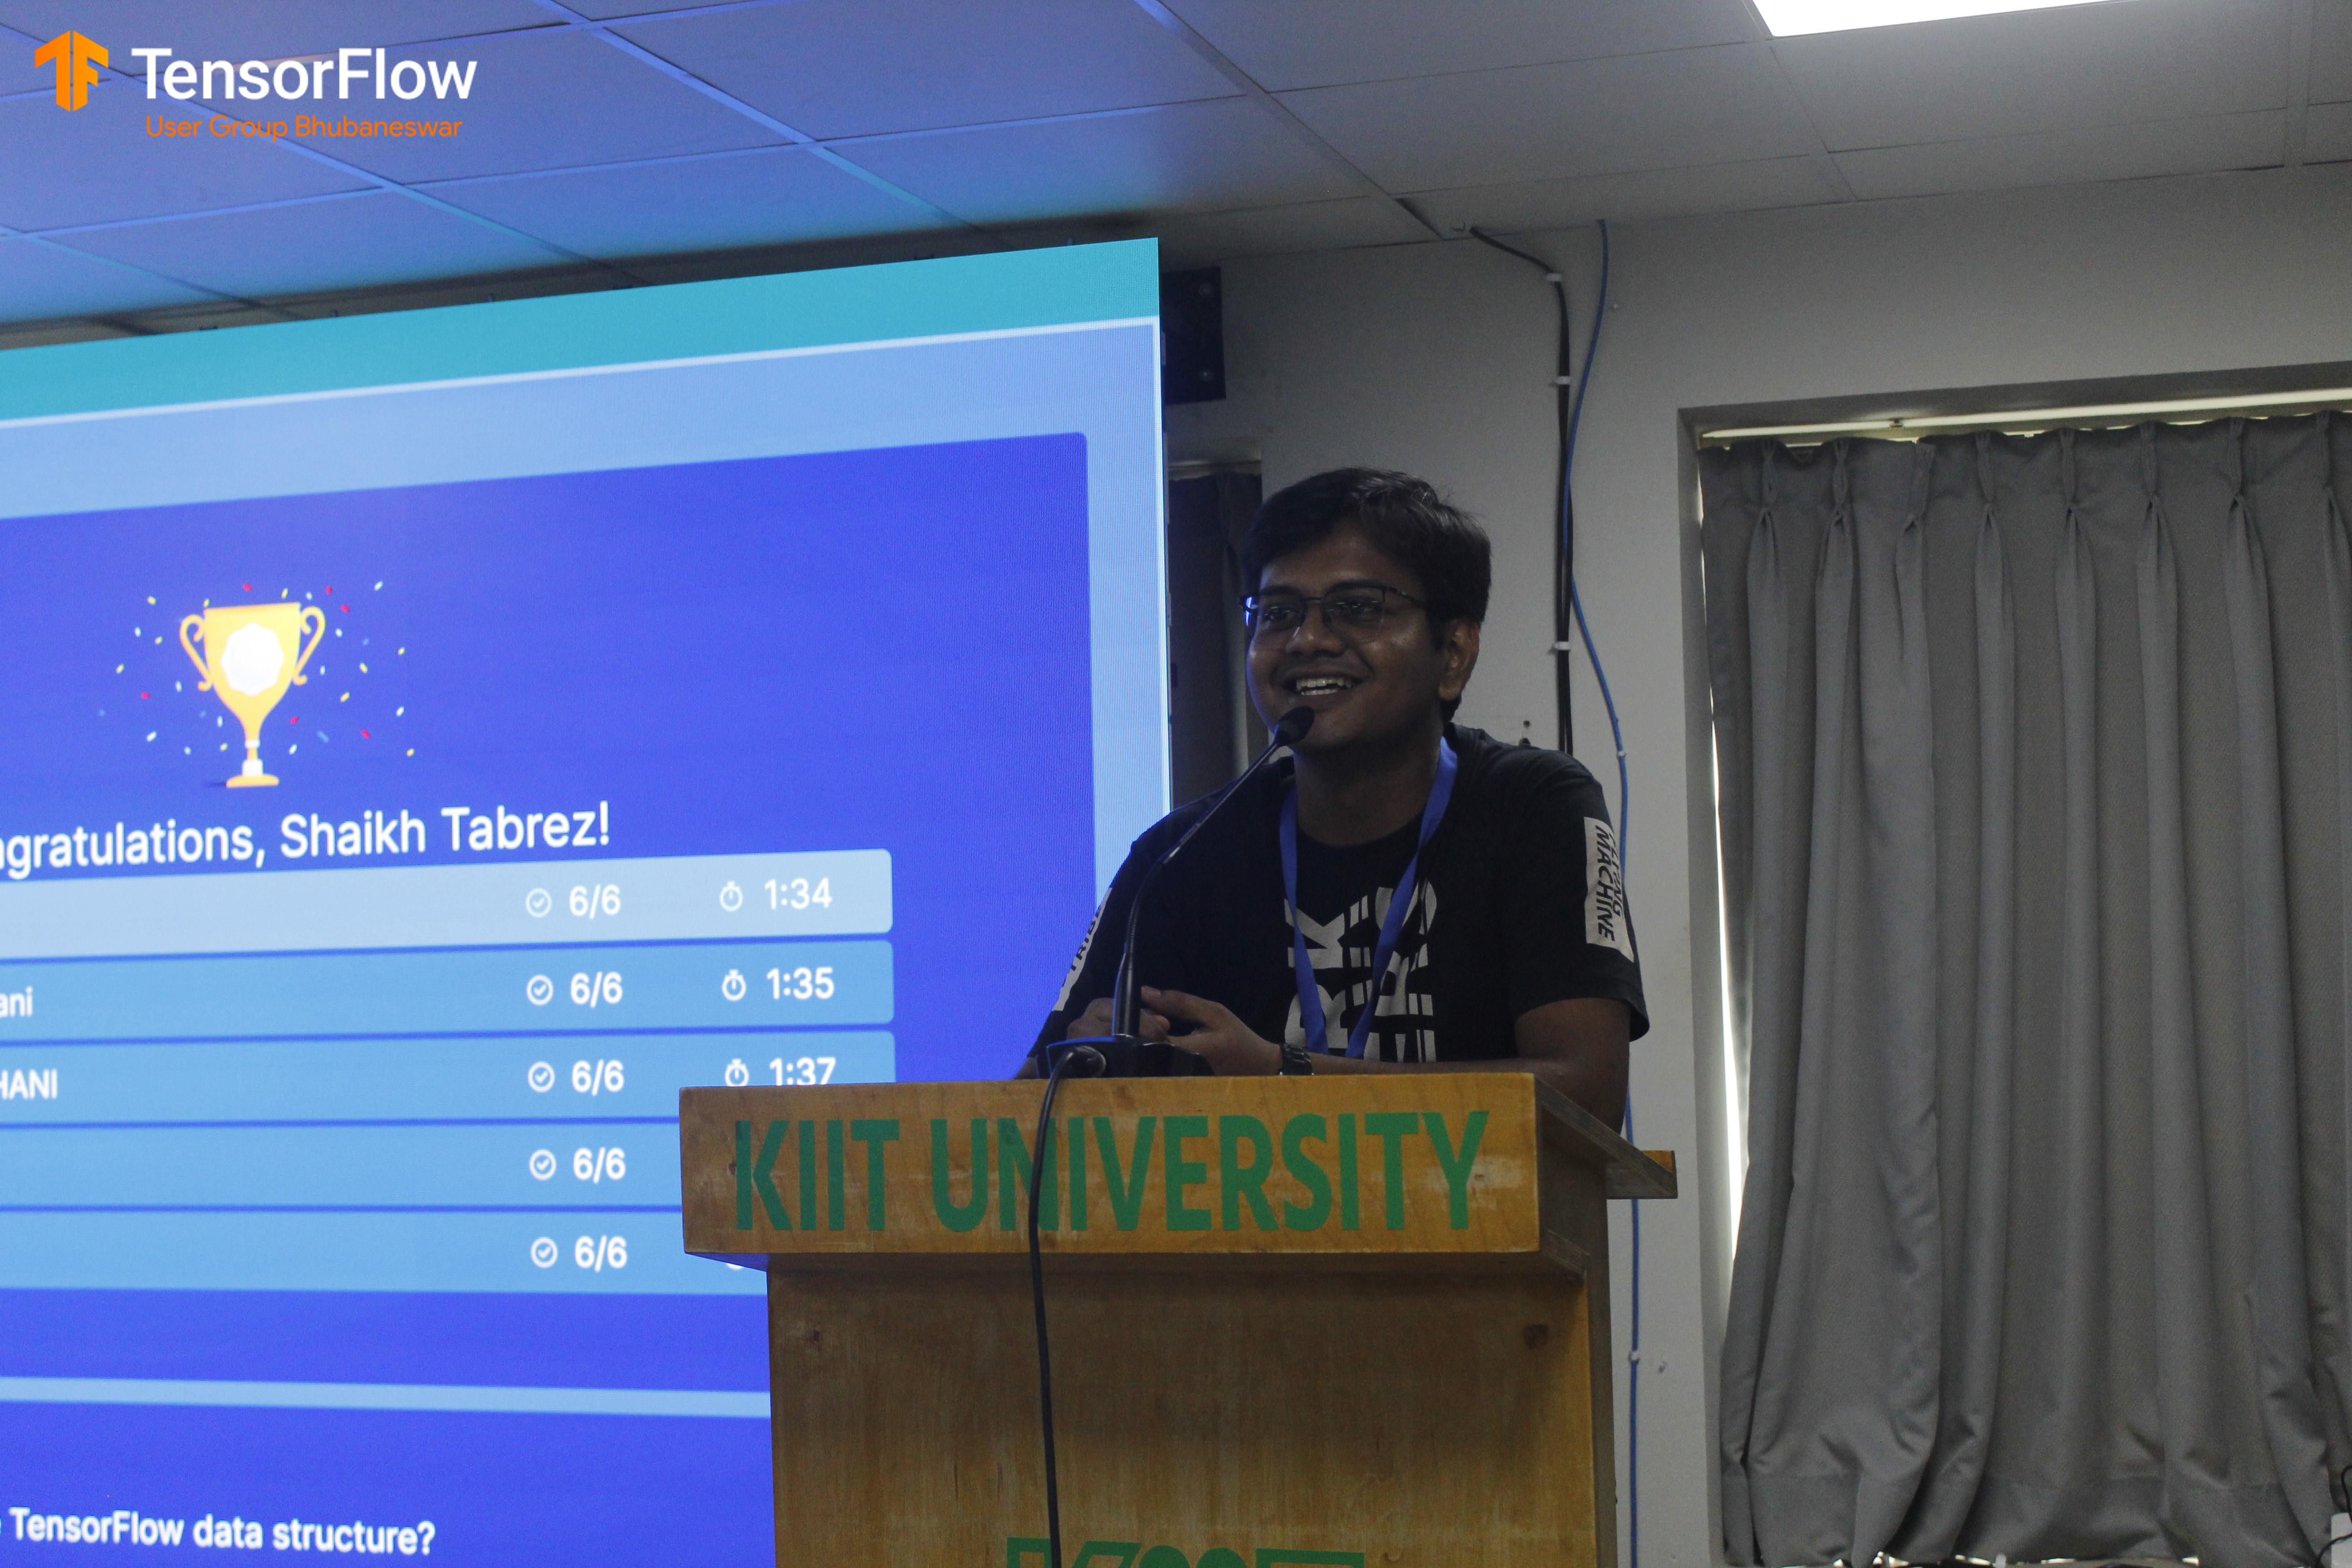 TensorFlow
User Group Bhubaneswar
ngratulations, Shaikh Tabrez!
6/6 1:34
ani 6/6 1:35
HANI 6/6 1:37
6/6
6/6
TensorFlow data structure?
MACHINE
KIIT UNIVERSITY